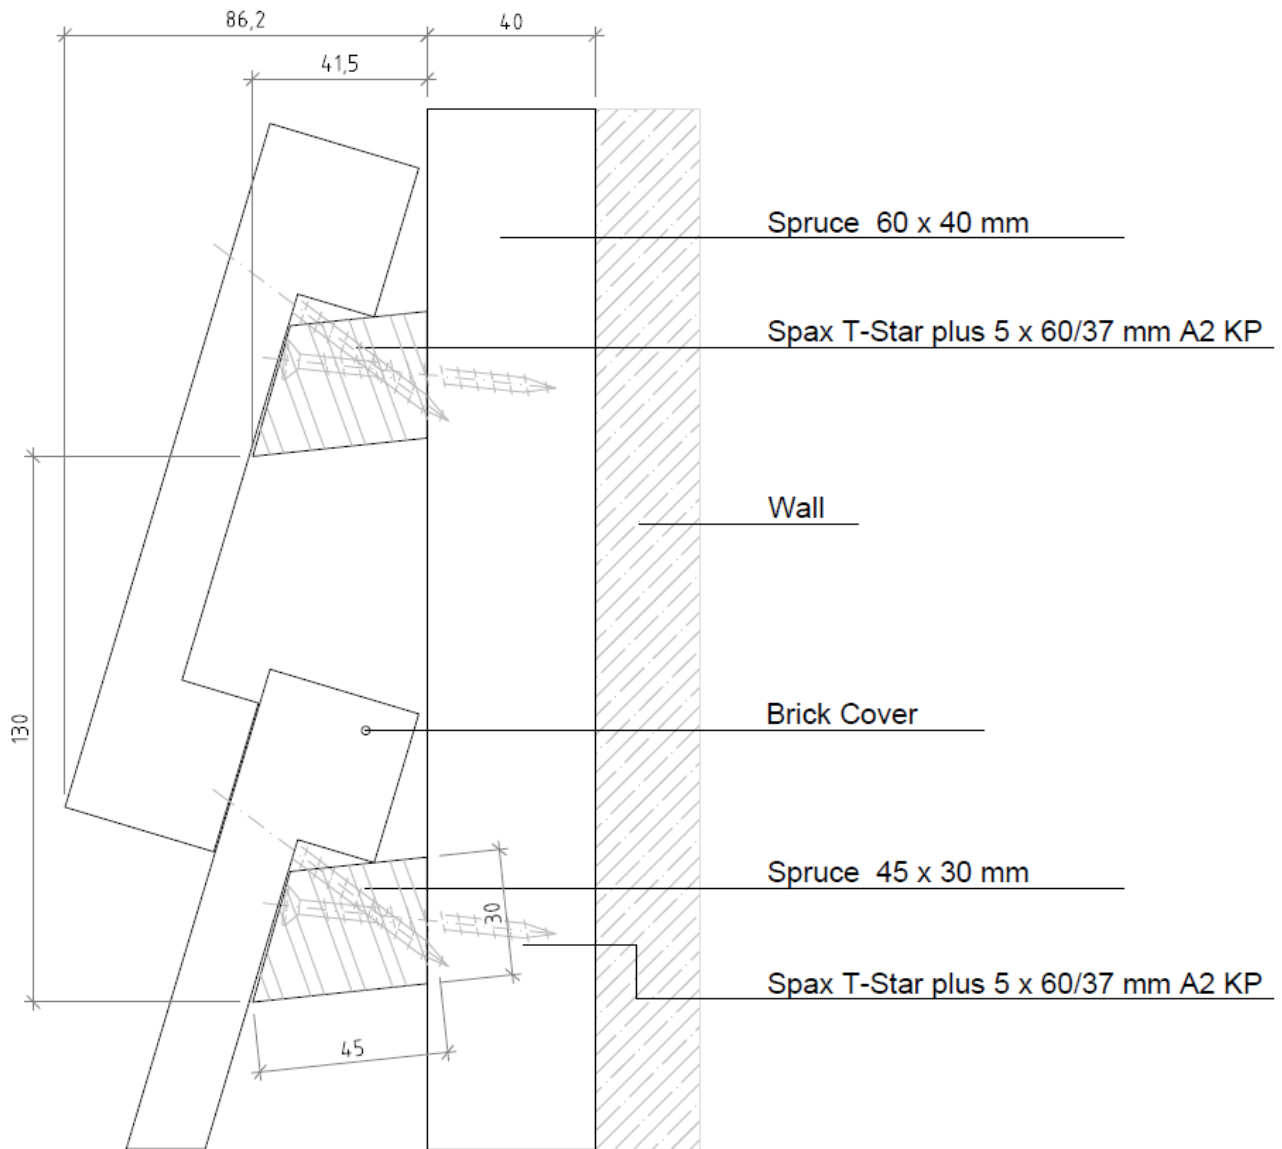 86,2
40
41,5
Spruce 60 x 40 mm
Spax T-Star plus 5 x 60/37 mm A2 KP
Wall
130
Brick Cover
Spruce 45 x 30 mm
30
Spax T-Star plus 5 x 60/37 mm A2 KP
45